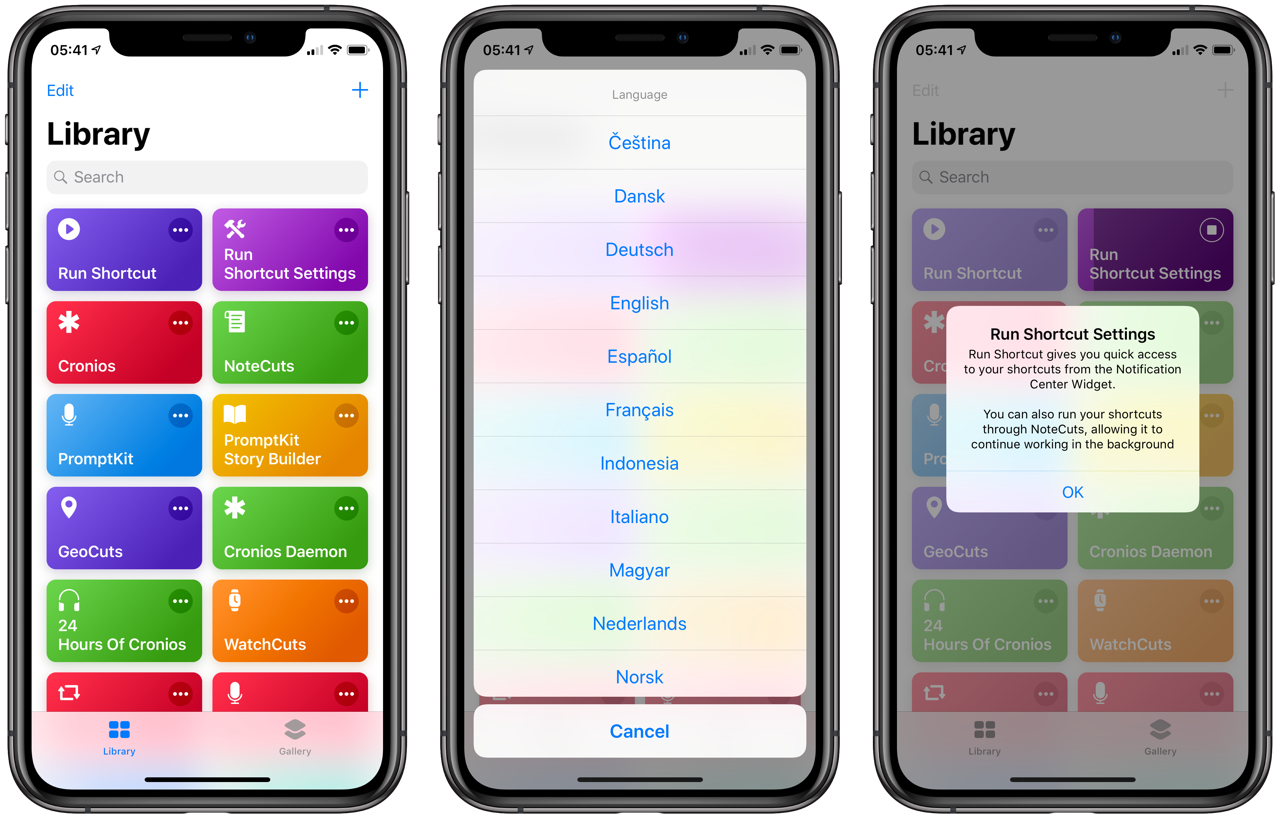 05:41
Edit
Library
Search
Run Shortcut
Run
Shortcut Settings
Cronios
NoteCuts
PromptKit
PromptKit
Story Builder
GeoCuts
Cronios Daemon
24
Hours Of Cronios
WatchCuts
Library
Gallery
05:41
Language
Čeština
Dansk
Deutsch
English
Español
Français
Indonesia
Italiano
Magyar
Nederlands
Norsk
Cancel
05:41
Edit
Library
Search
Run Shortcut
Run
Shortcut Settings
Cro
Run Shortcut Settings
Run Shortcut gives you quick access
to your shortcuts from the Notification
Center Widget.
You can also run your shortcuts
through NoteCuts, allowing it to
continue working in the background
OK
Pro
GeoCuts
Cronios Daemon
24
Hours Of Cronios
WatchCuts
Library
Gallery